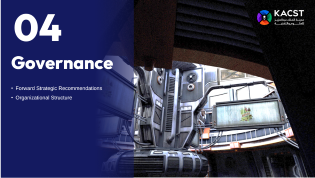 04
KACST
Governance
• Forward Strategic Recommendations
• Organizational Structure